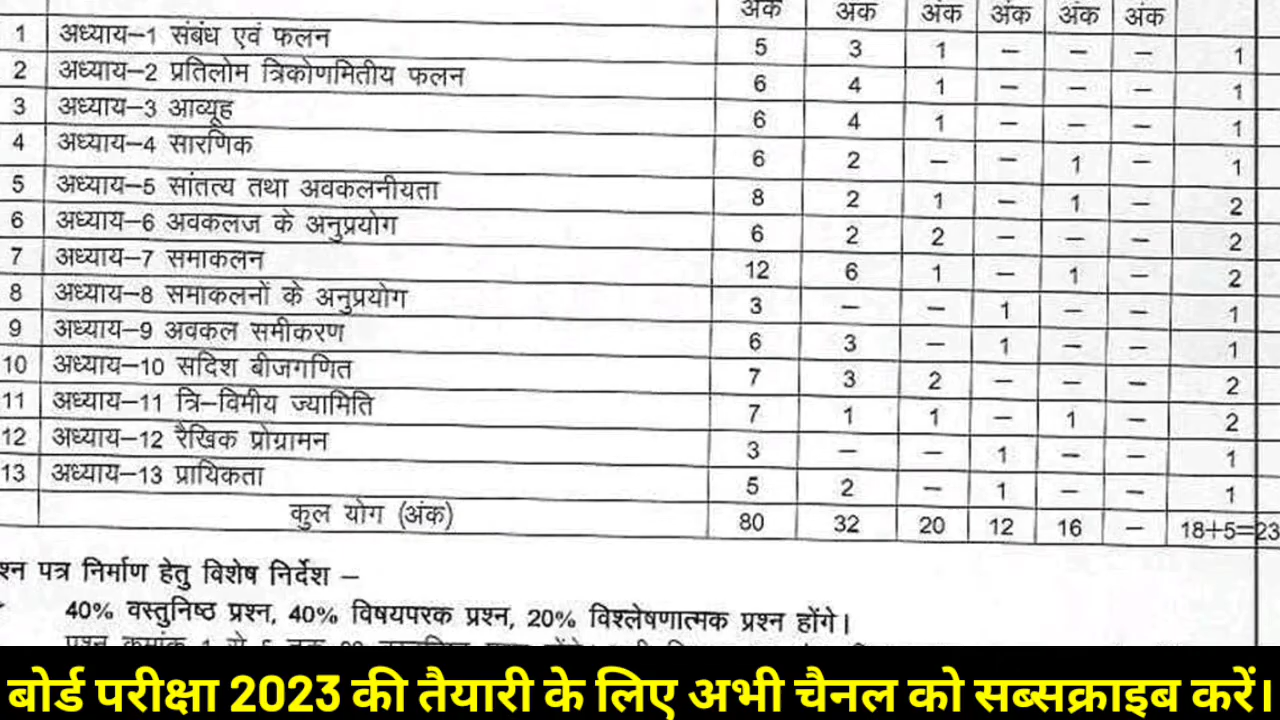 अंक अंक अंक अंक अंक अंक
1 अध्याय–1 संबंध एवं फलन 5 3 1 – – – 1
2 अध्याय–2 प्रतिलोम त्रिकोणमितीय फलन 6 4 1 – – – 1
3 अध्याय–3 आव्यूह 6 4 1 – – – 1
4 अध्याय–4 सारणिक 6 2 – – 1 – 1
5 अध्याय–5 सांतत्य तथा अवकलनीयता 8 2 1 – 1 – 2
6 अध्याय–6 अवकलज के अनुप्रयोग 6 2 2 – – – 2
7 अध्याय–7 समाकलन 12 6 1 – 1 – 2
8 अध्याय–8 समाकलनों के अनुप्रयोग 3 – – 1 – – 1
9 अध्याय–9 अवकल समीकरण 6 3 – 1 – – 1
10 अध्याय–10 सदिश बीजगणित 7 3 2 – – – 2
11 अध्याय–11 त्रि–विमीय ज्यामिति 7 1 1 – 1 – 2
12 अध्याय–12 रैखिक प्रोग्रामन 3 – – 1 – – 1
13 अध्याय–13 प्रायिकता 5 2 – 1 – – 1
कुल योग (अंक) 80 32 20 12 16 – 18+5=23
श्न पत्र निर्माण हेतु विशेष निर्देश –
40% वस्तुनिष्ठ प्रश्न, 40% विषयपरक प्रश्न, 20% विश्लेषणात्मक प्रश्न होंगे।
बोर्ड परीक्षा 2023 की तैयारी के लिए अभी चैनल को सब्सक्राइब करें।